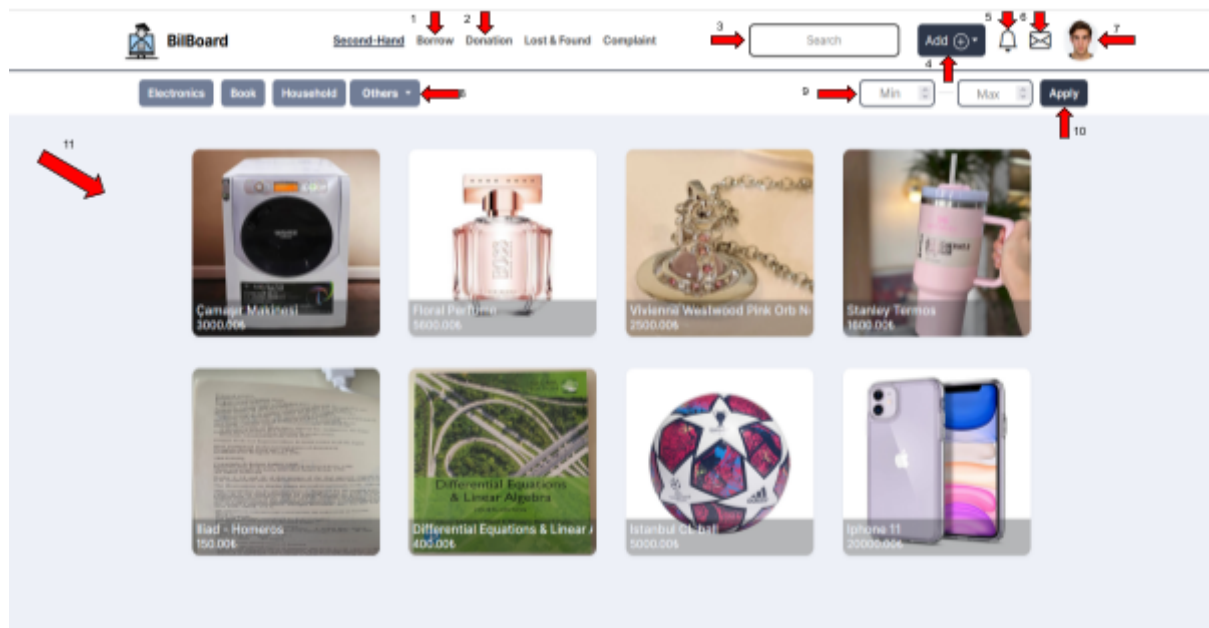 1 2 3 5 6 7
BilBoard Second-Hand Borrow Donation Lost & Found Complaint Search Add
4
Electronics Book Household Others 8 9 Min Max Apply
10
11
Çamaşır Makinesi
3000.00₺
Floral Perfume
5600.00₺
Vivienne Westwood Pink Orb N
2500.00₺
Stanley Termos
1600.00₺
Differential Equations
& Linear Algebra
Iliad - Homeros
150.00₺
Differential Equations & Linear A
400.00₺
Istanbul CL ball
5000.00₺
Iphone 11
20000.00₺